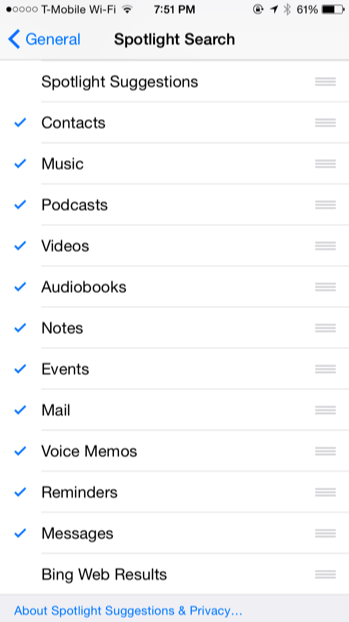 T-Mobile Wi-Fi 7:51 PM 61%
General Spotlight Search
Spotlight Suggestions
Contacts
Music
Podcasts
Videos
Audiobooks
Notes
Events
Mail
Voice Memos
Reminders
Messages
Bing Web Results
About Spotlight Suggestions & Privacy...